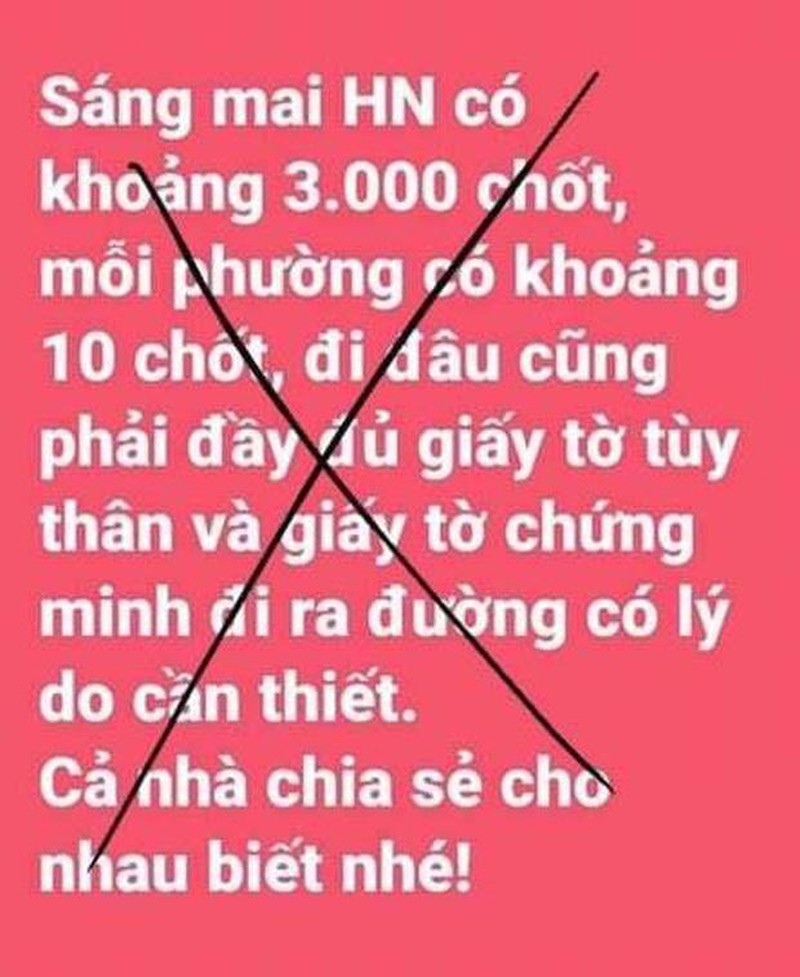 Sáng mai HN có
khoảng 3.000 chốt,
mỗi phường có khoảng
10 chốt, đi đâu cũng
phải đầy đủ giấy tờ tùy
thân và giấy tờ chứng
minh đi ra đường có lý
do cần thiết.
Cả nhà chia sẻ cho
nhau biết nhé!